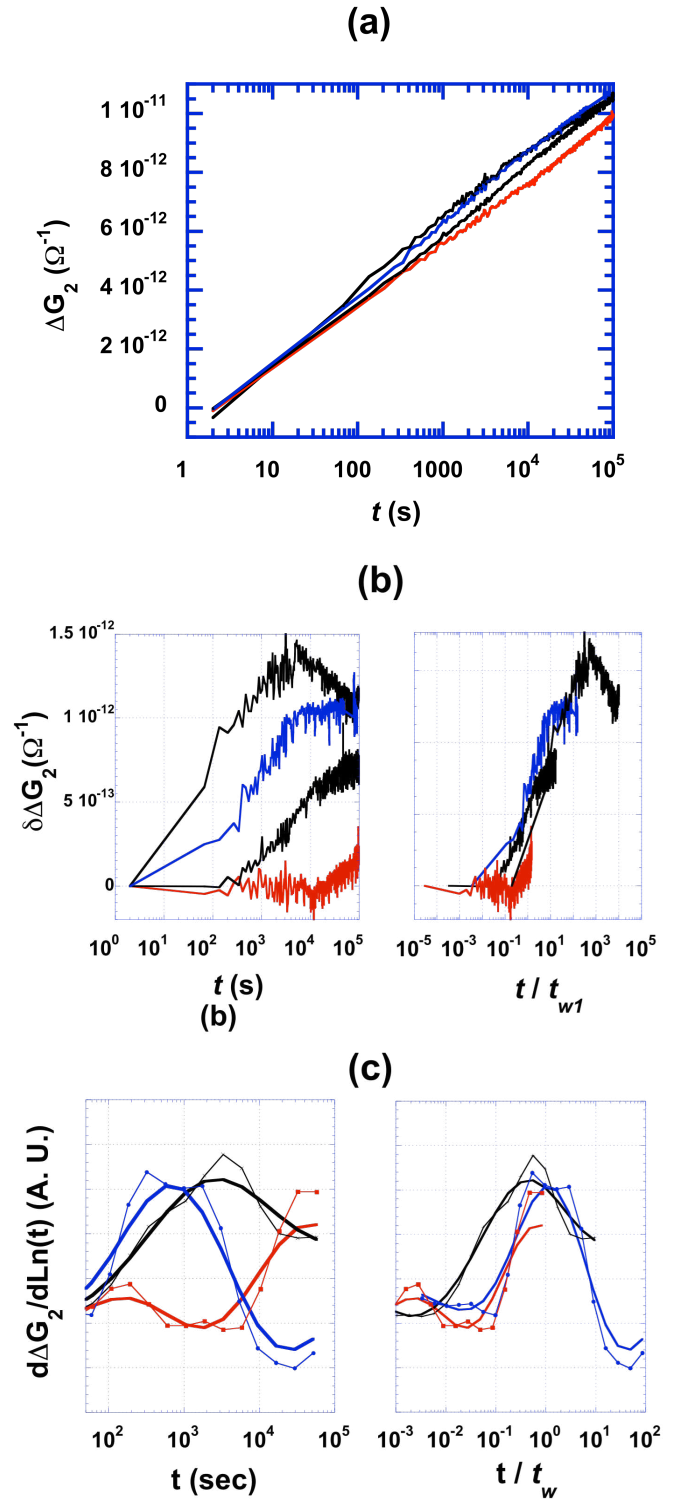 (a)
ΔG₂ (Ω⁻¹)
1 10⁻¹¹
8 10⁻¹²
6 10⁻¹²
4 10⁻¹²
2 10⁻¹²
0
1 10 100 1000 10⁴ 10⁵
t (s)
(b)
δΔG₂(Ω⁻¹)
1.5 10⁻¹²
1 10⁻¹²
5 10⁻¹³
0
10⁰ 10¹ 10² 10³ 10⁴ 10⁵
t (s)
(b)
10⁻⁵ 10⁻³ 10⁻¹ 10¹ 10³ 10⁵
t / t_w1
(c)
dΔG₂/dLn(t) (A. U.)
10² 10³ 10⁴ 10⁵
t (sec)
10⁻³ 10⁻² 10⁻¹ 10⁰ 10¹ 10²
t / t_w